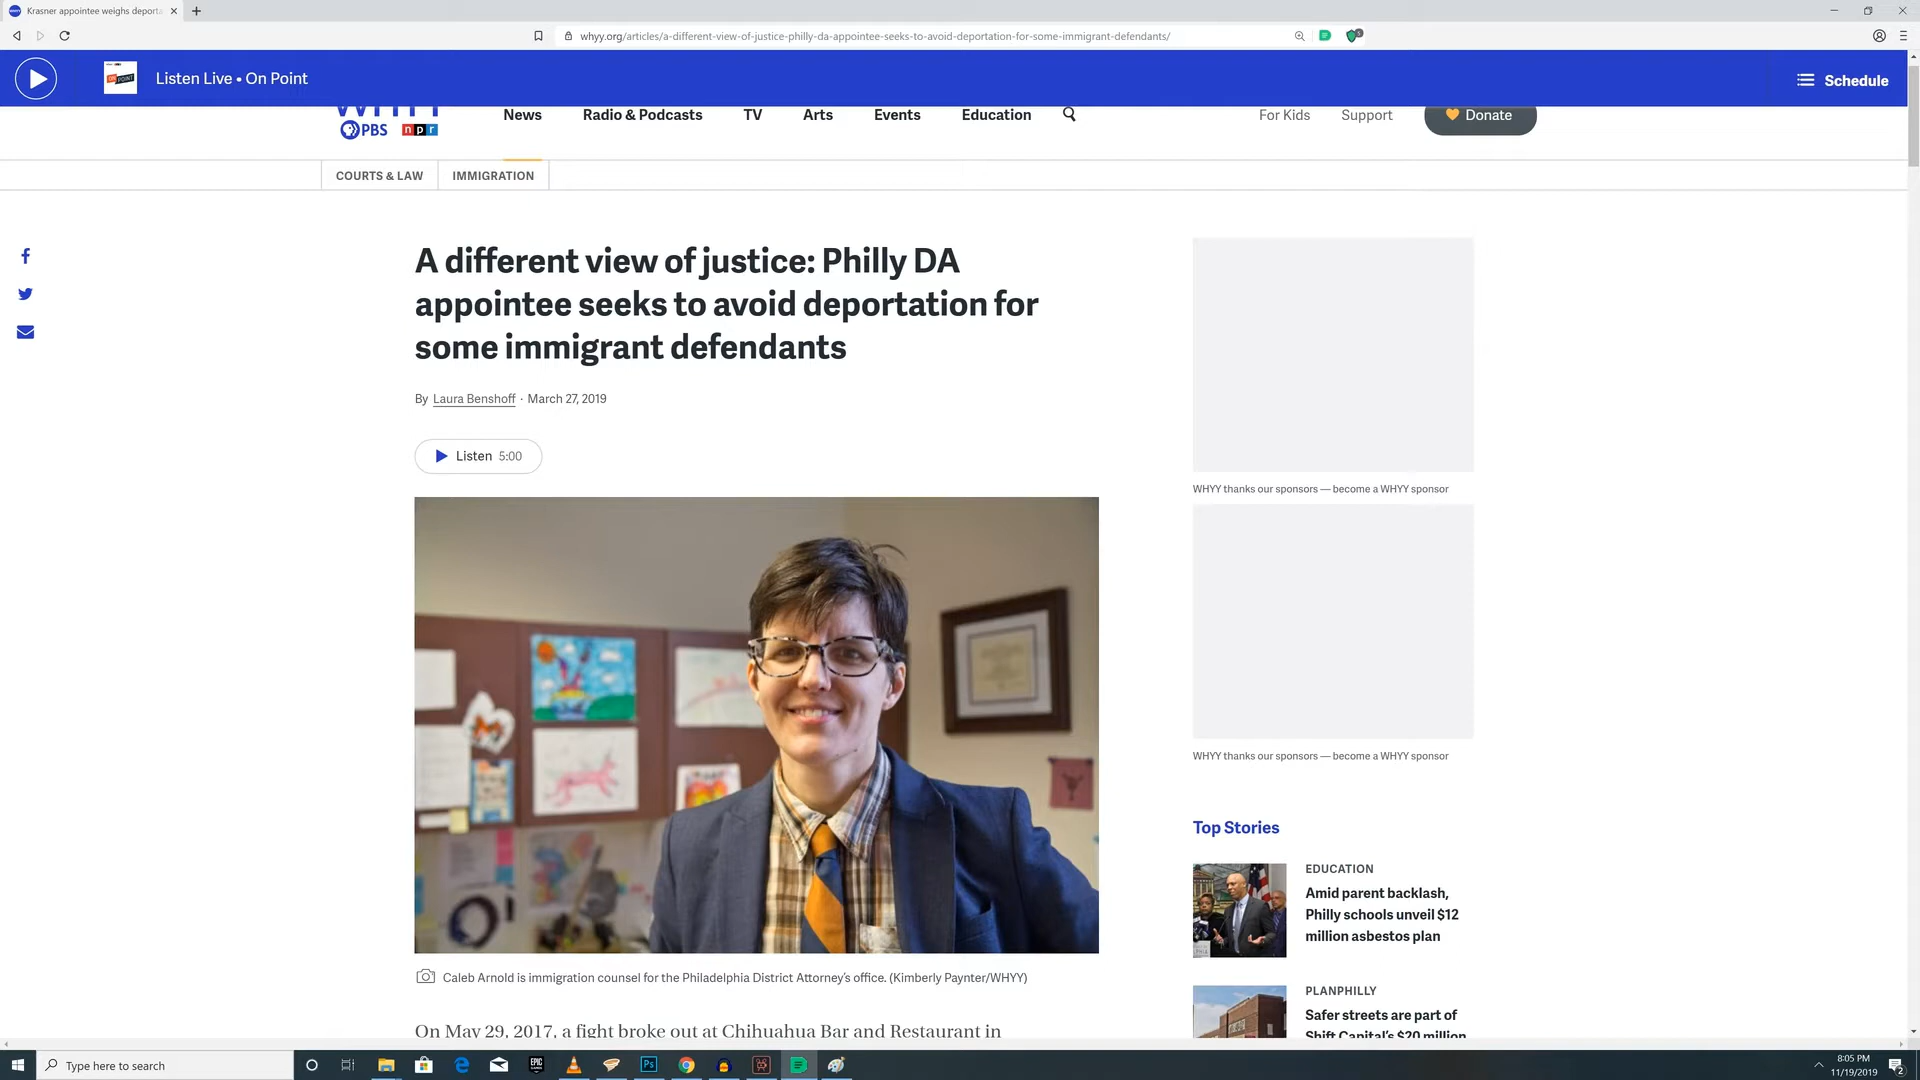 Krasner appointee weighs deporta
whyy.org/articles/a-different-view-of-justice-philly-da-appointee-seeks-to-avoid-deportation-for-some-immigrant-defendants/
Listen Live • On Point
Schedule
WHYY
PBS
npr
News
Radio & Podcasts
TV
Arts
Events
Education
For Kids
Support
Donate
COURTS & LAW
IMMIGRATION
A different view of justice: Philly DA
appointee seeks to avoid deportation for
some immigrant defendants
By Laura Benshoff · March 27, 2019
Listen 5:00
Caleb Arnold is immigration counsel for the Philadelphia District Attorney's office. (Kimberly Paynter/WHYY)
On May 29, 2017, a fight broke out at Chihuahua Bar and Restaurant in
WHYY thanks our sponsors — become a WHYY sponsor
WHYY thanks our sponsors — become a WHYY sponsor
Top Stories
EDUCATION
Amid parent backlash,
Philly schools unveil $12
million asbestos plan
PLANPHILLY
Safer streets are part of
Shift Capital's $20 million
Type here to search
Ps
8:05 PM
11/19/2019
2